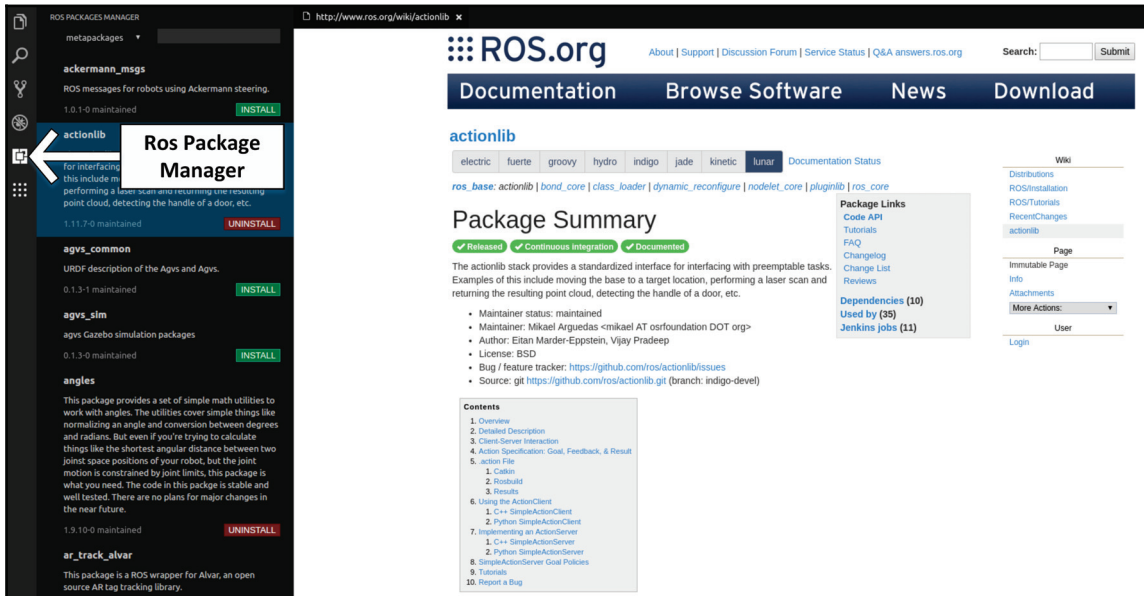 ROS PACKAGES MANAGER
metapackages
ackermann_msgs
ROS messages for robots using Ackermann steering.
1.0.1-0 maintained
INSTALL
actionlib
for interfacing
this include m
performing a laser scan and returning the resulting
point cloud, detecting the handle of a door, etc.
1.11.7-0 maintained
UNINSTALL
agvs_common
URDF description of the Agvs and Agvs.
0.1.3-1 maintained
INSTALL
agvs_sim
agvs Gazebo simulation packages
0.1.3-0 maintained
INSTALL
angles
This package provides a set of simple math utilities to
work with angles. The utilities cover simple things like
normalizing an angle and conversion between degrees
and radians. But even if you're trying to calculate
things like the shortest angular distance between two
joinst space positions of your robot, but the joint
motion is constrained by joint limits, this package is
what you need. The code in this packge is stable and
well tested. There are no plans for major changes in
the near future.
1.9.10-0 maintained
UNINSTALL
ar_track_alvar
This package is a ROS wrapper for Alvar, an open
source AR tag tracking library.
Ros Package
Manager
http://www.ros.org/wiki/actionlib
ROS.org
About | Support | Discussion Forum | Service Status | Q&A answers.ros.org
Search:
Submit
Documentation Browse Software News Download
actionlib
electric fuerte groovy hydro indigo jade kinetic lunar Documentation Status
ros_base: actionlib | bond_core | class_loader | dynamic_reconfigure | nodelet_core | pluginlib | ros_core
Package Summary
Released Continuous integration Documented
The actionlib stack provides a standardized interface for interfacing with preemptable tasks.
Examples of this include moving the base to a target location, performing a laser scan and
returning the resulting point cloud, detecting the handle of a door, etc.
• Maintainer status: maintained
• Maintainer: Mikael Arguedas <mikael AT osrfoundation DOT org>
• Author: Eitan Marder-Eppstein, Vijay Pradeep
• License: BSD
• Bug / feature tracker: https://github.com/ros/actionlib/issues
• Source: git https://github.com/ros/actionlib.git (branch: indigo-devel)
Package Links
Code API
Tutorials
FAQ
Changelog
Change List
Reviews
Dependencies (10)
Used by (35)
Jenkins jobs (11)
Contents
1. Overview
2. Detailed Description
3. Client-Server Interaction
4. Action Specification: Goal, Feedback, & Result
5. .action File
1. Catkin
2. Rosbuild
3. Results
6. Using the ActionClient
1. C++ SimpleActionClient
2. Python SimpleActionClient
7. Implementing an ActionServer
1. C++ SimpleActionServer
2. Python SimpleActionServer
8. SimpleActionServer Goal Policies
9. Tutorials
10. Report a Bug
Wiki
Distributions
ROS/Installation
ROS/Tutorials
RecentChanges
actionlib
Page
Immutable Page
Info
Attachments
More Actions:
User
Login